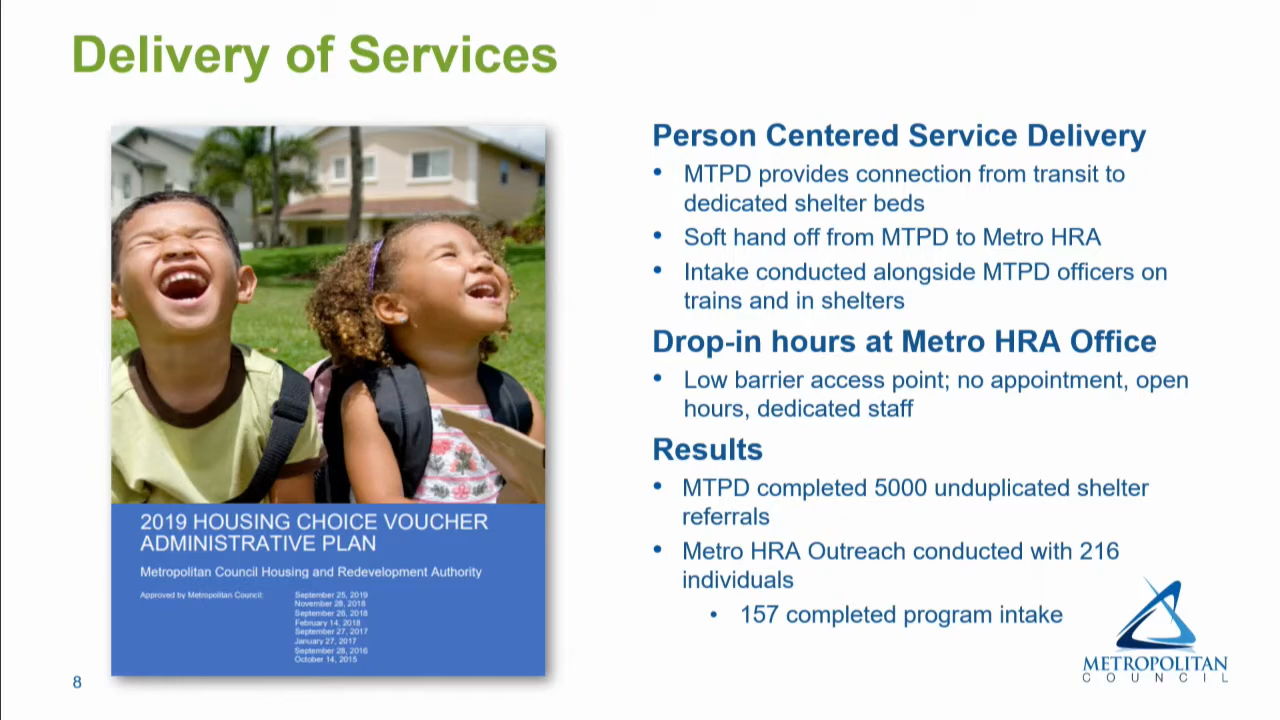 Delivery of Services
2019 HOUSING CHOICE VOUCHER
ADMINISTRATIVE PLAN
Metropolitan Council Housing and Redevelopment Authority
Approved by Metropolitan Council: September 25, 2019
November 28, 2018
September 26, 2018
February 14, 2018
September 27, 2017
January 27, 2017
September 28, 2016
October 14, 2015
Person Centered Service Delivery
• MTPD provides connection from transit to
dedicated shelter beds
• Soft hand off from MTPD to Metro HRA
• Intake conducted alongside MTPD officers on
trains and in shelters
Drop-in hours at Metro HRA Office
• Low barrier access point; no appointment, open
hours, dedicated staff
Results
• MTPD completed 5000 unduplicated shelter
referrals
• Metro HRA Outreach conducted with 216
individuals
• 157 completed program intake
METROPOLITAN
COUNCIL
8